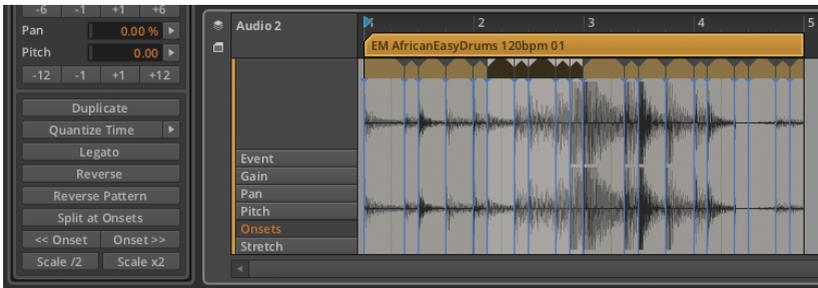 -6 -1 +1 +6
Pan 0.00 %
Pitch 0.00
-12 -1 +1 +12
Duplicate
Quantize Time
Legato
Reverse
Reverse Pattern
Split at Onsets
<< Onset Onset >>
Scale /2 Scale x2
Audio 2
2 3 4 5
EM AfricanEasyDrums 120bpm 01
Event
Gain
Pan
Pitch
Onsets
Stretch